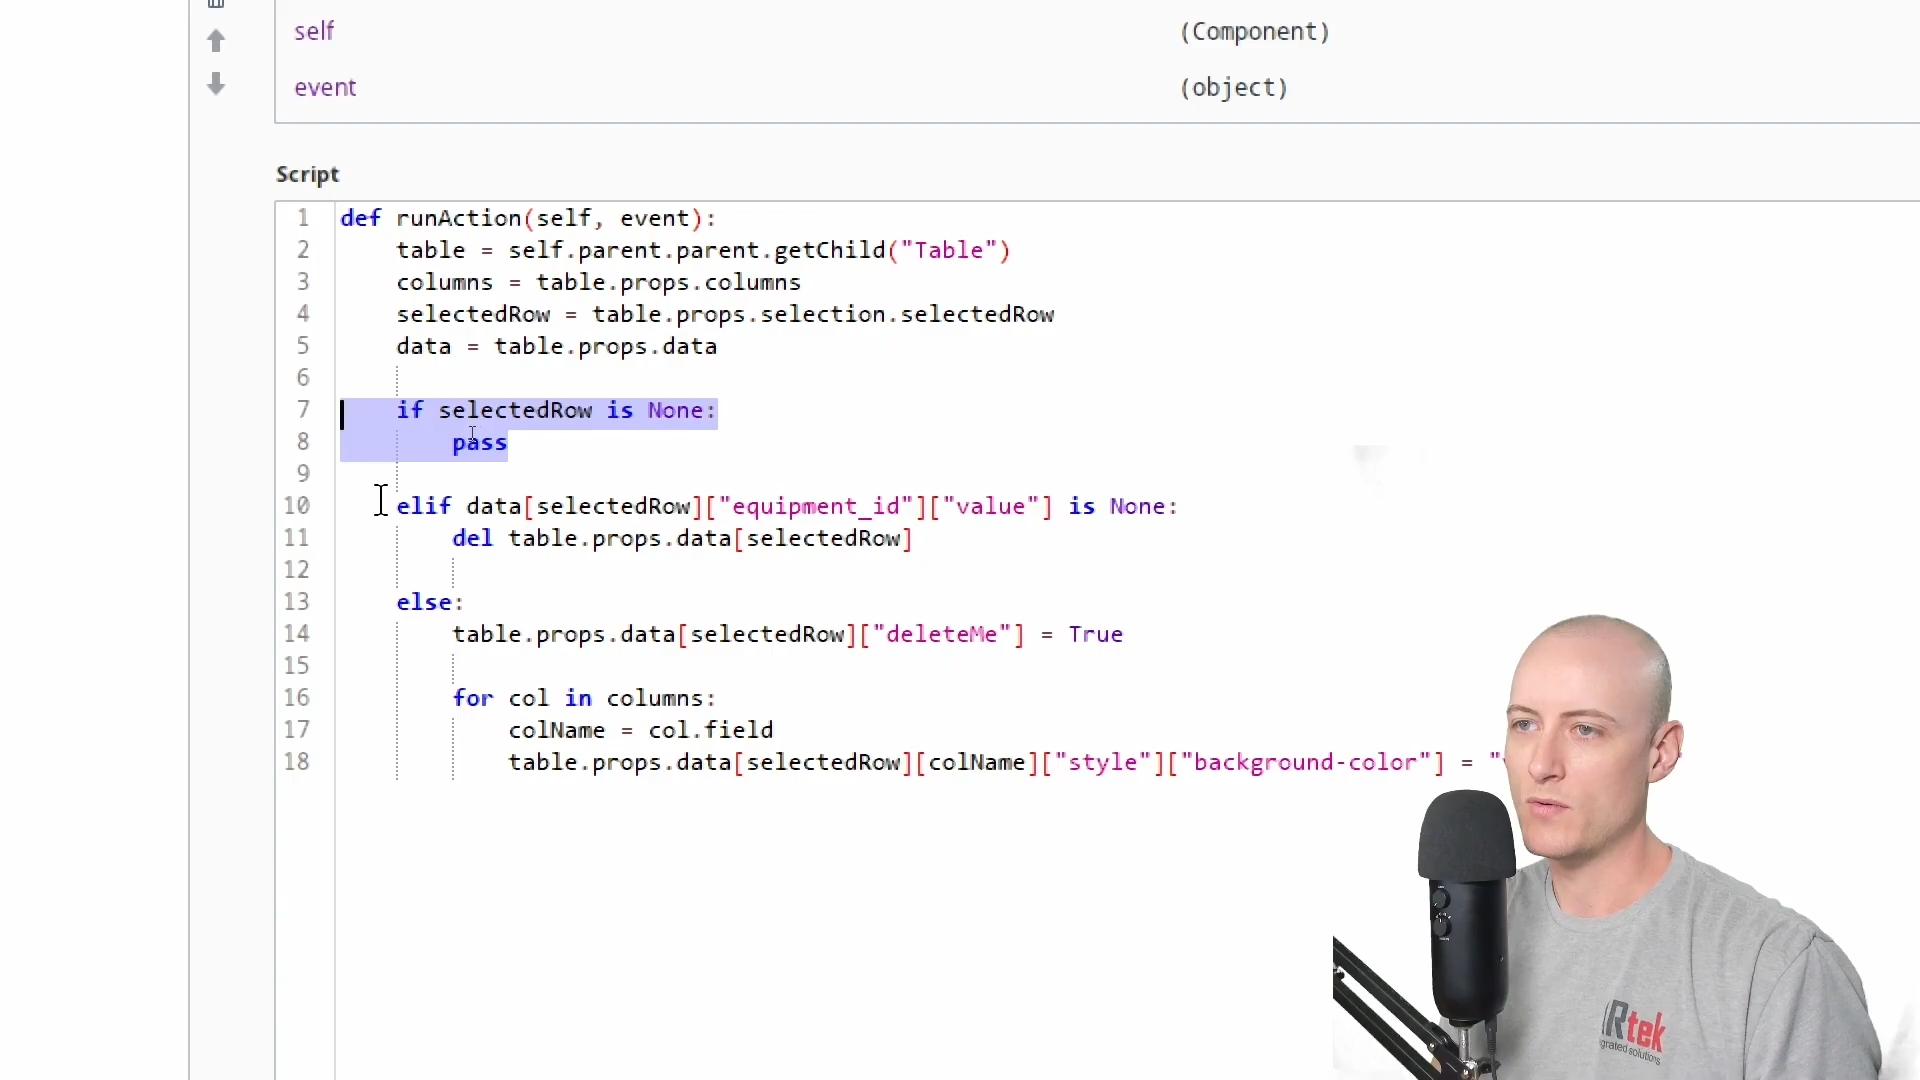 self (Component)
event (object)
Script
1 def runAction(self, event):
2 table = self.parent.parent.getChild("Table")
3 columns = table.props.columns
4 selectedRow = table.props.selection.selectedRow
5 data = table.props.data
6
7 if selectedRow is None:
8 pass
9
10 elif data[selectedRow]["equipment_id"]["value"] is None:
11 del table.props.data[selectedRow]
12
13 else:
14 table.props.data[selectedRow]["deleteMe"] = True
15
16 for col in columns:
17 colName = col.field
18 table.props.data[selectedRow][colName]["style"]["background-color"] = "
Rtek
grated solutions